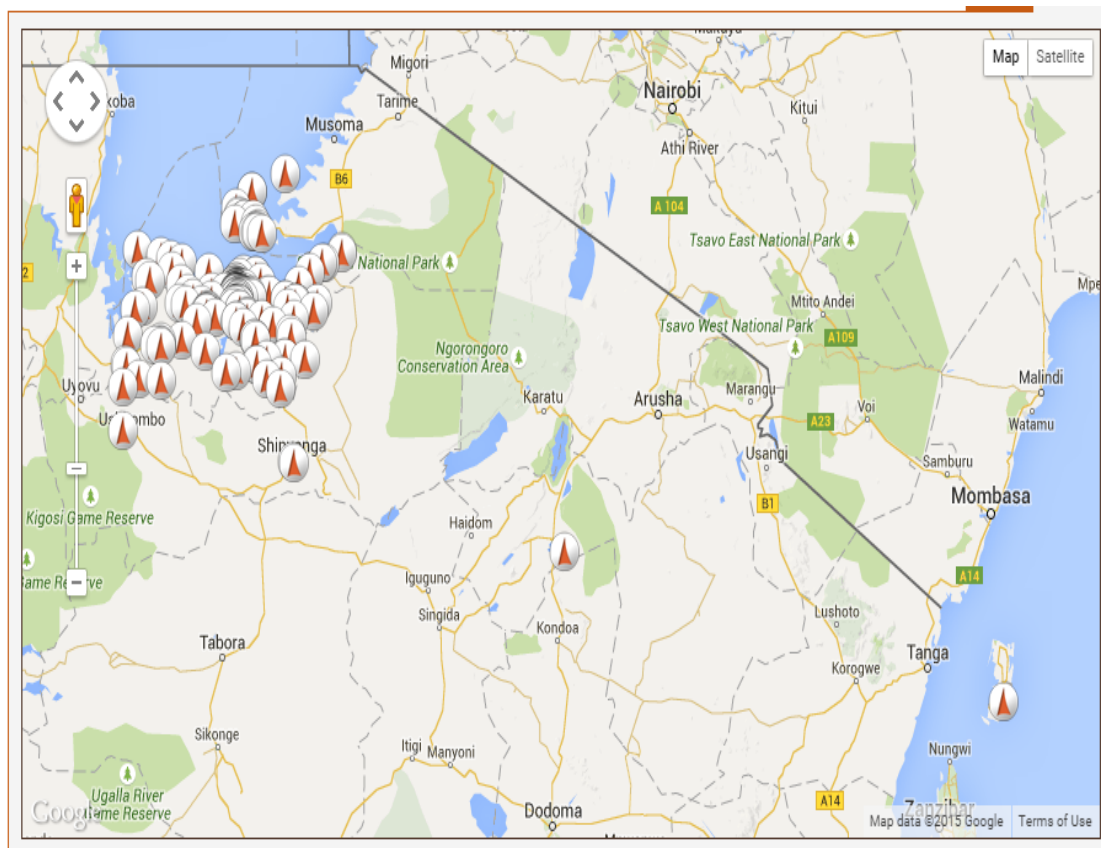 Migori
Map
Satellite
Nairobi
Kitui
Tarime
Musoma
Athi River
B6
A 104
Tsavo East National Park
National Park
2
Mtito Andei
Tsavo West National Park
A109
Ngorongoro
Conservation Area
Marangu
Malindi
Uyovu
Karatu
Arusha
Voi
A23
Watamu
Shinyanga
Usangi
Samburu
Mombasa
B1
Kigosi Game Reserve
Haidom
Iguguno
A14
Singida
Lushoto
Tabora
Kondoa
Tanga
Korogwe
Sikonge
Itigi
Manyoni
Nungwi
Ugalla River
Game Reserve
Google
Dodoma
A14
Zanzibar
Map data ©2015 Google
Terms of Use